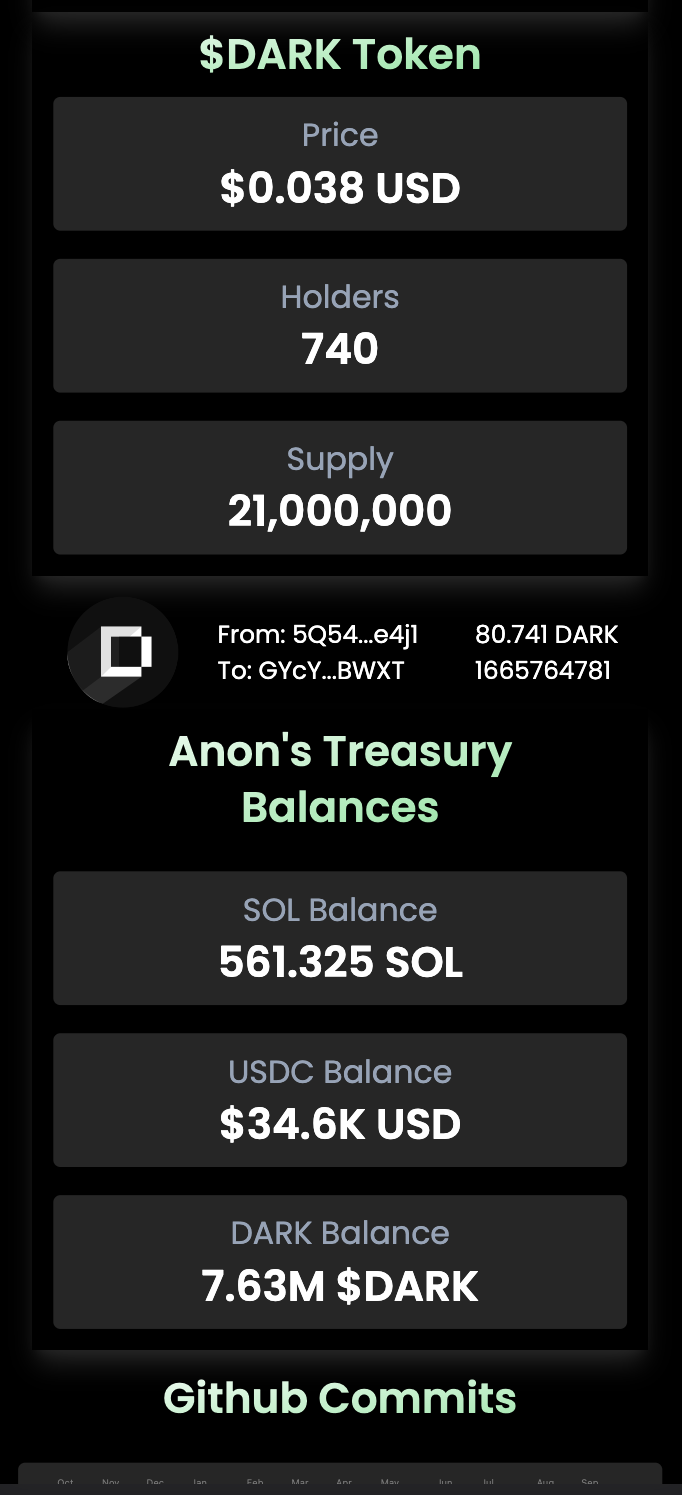 $DARK Token
Price
$0.038 USD
Holders
740
Supply
21,000,000
From: 5Q54...e4j1 80.741 DARK
To: GYcY...BWXT 1665764781
Anon's Treasury
Balances
SOL Balance
561.325 SOL
USDC Balance
$34.6K USD
DARK Balance
7.63M $DARK
Github Commits
Oct Nov Dec Jan Feb Mar Apr May Jun Jul Aug Sep